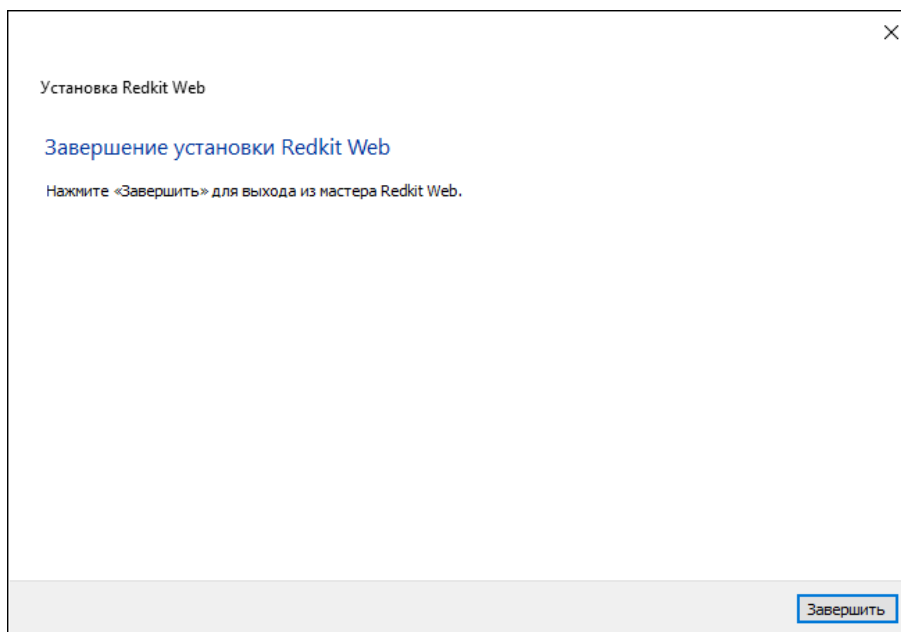 Установка Redkit Web
Завершение установки Redkit Web
Нажмите «Завершить» для выхода из мастера Redkit Web.
Завершить